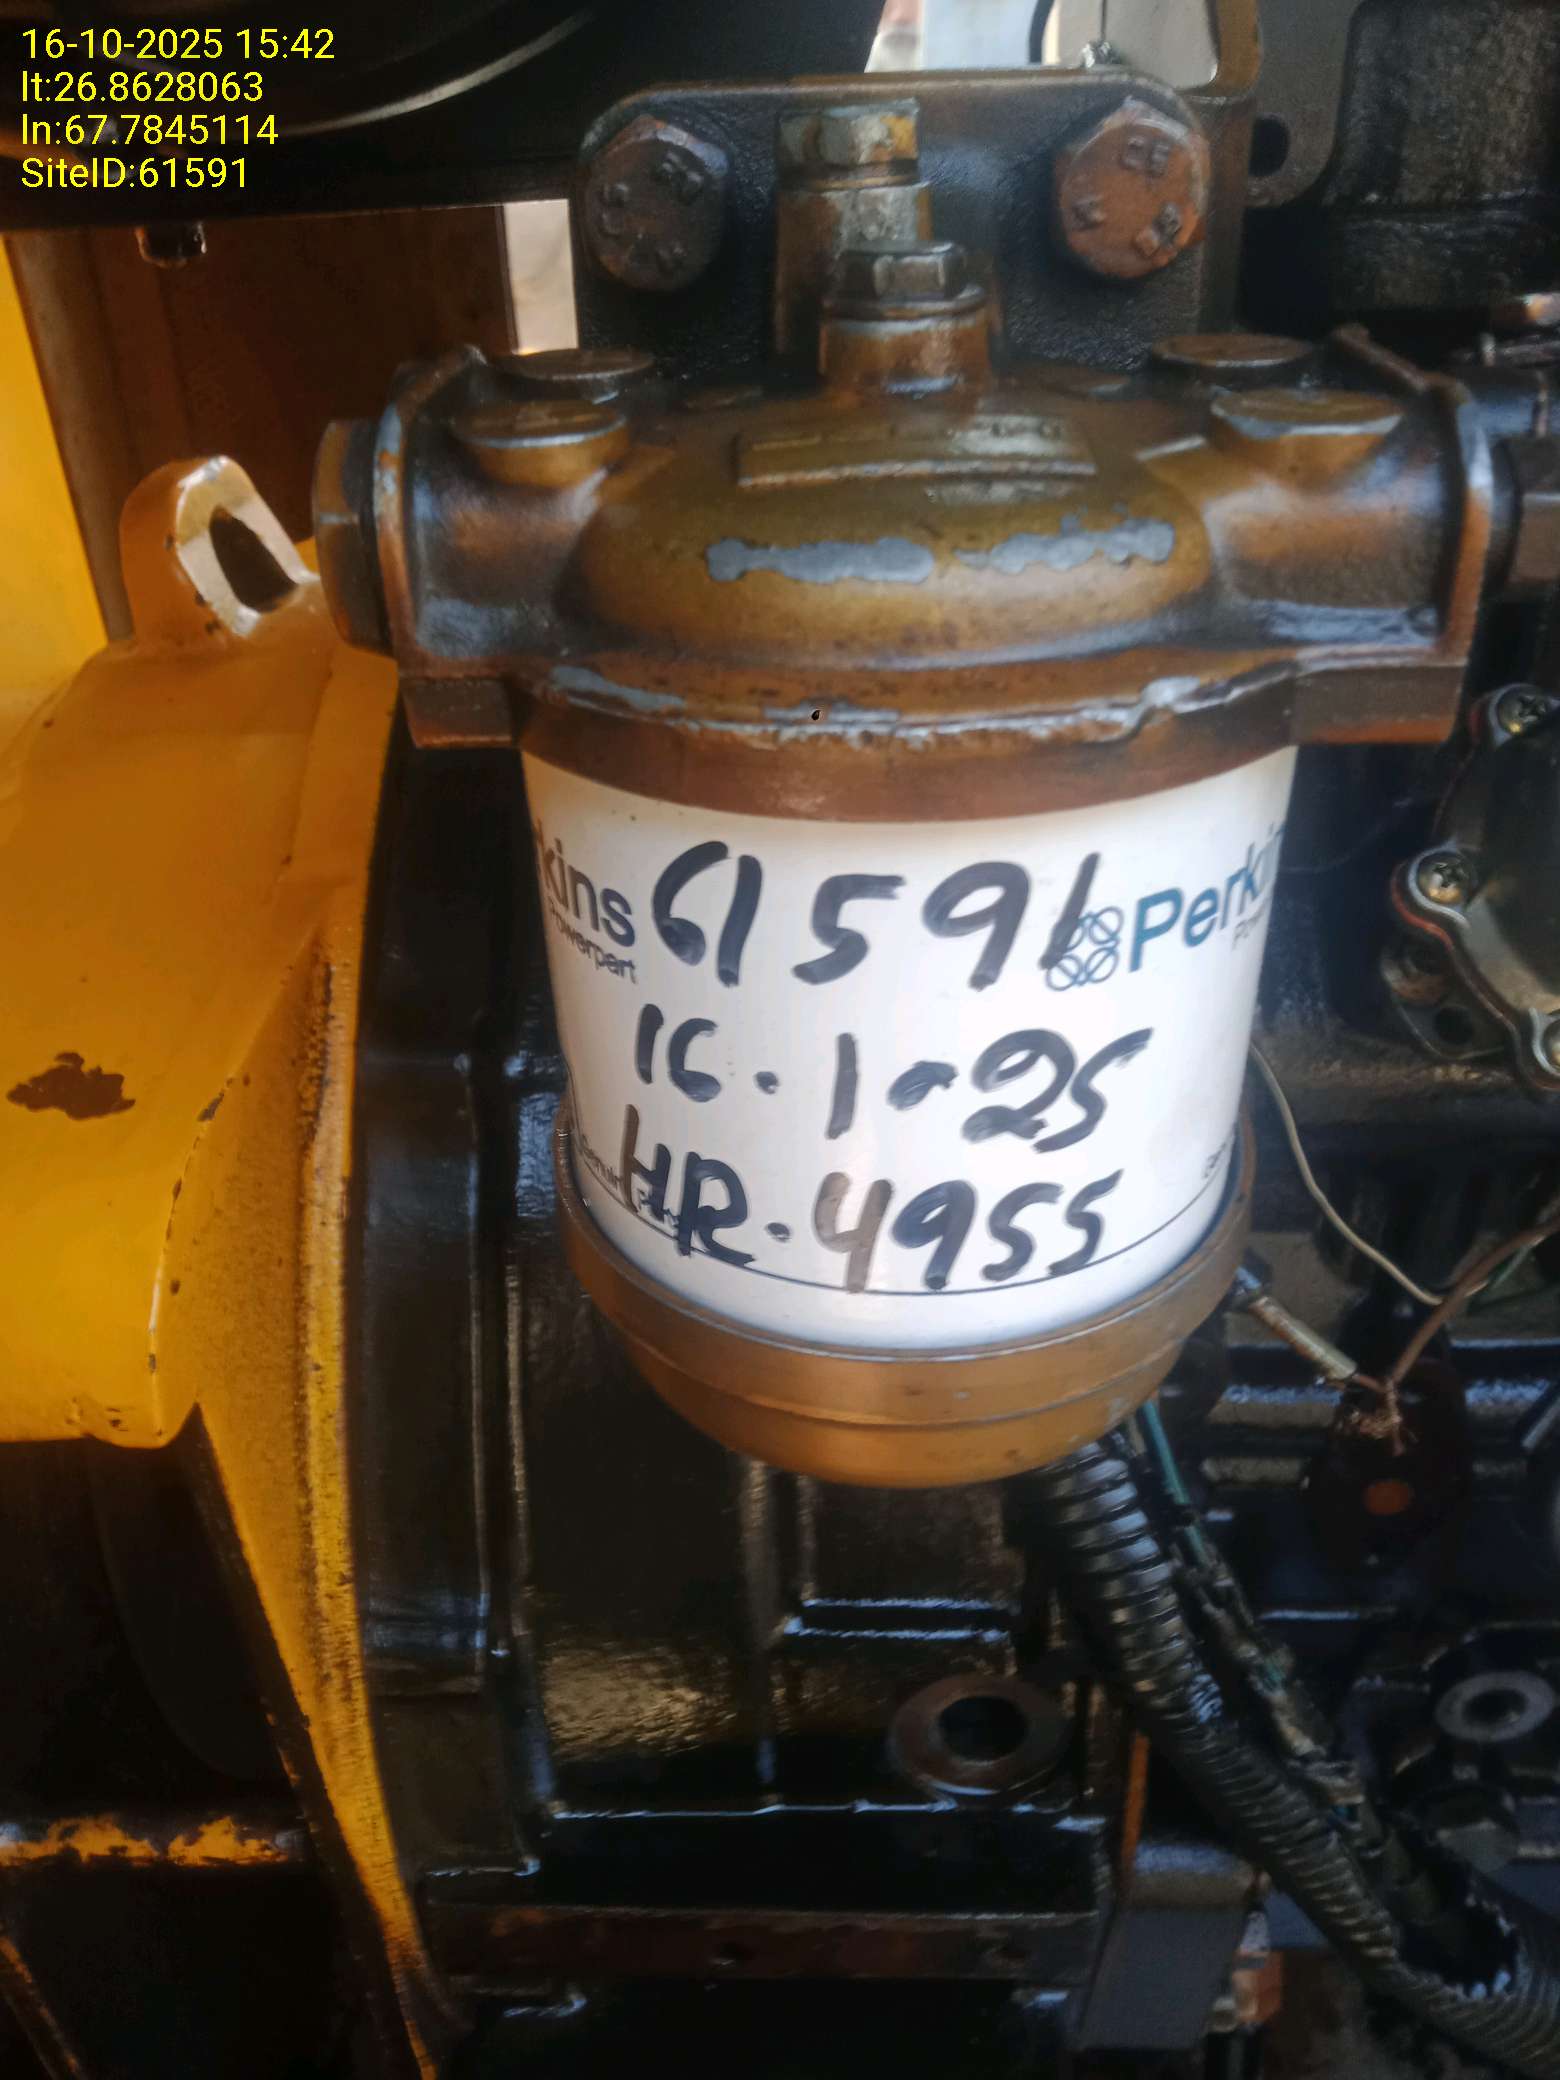 16-10-2025 15:42
lt:26.8628063
ln:67.7845114
SiteID:61591
kins 61591 Perkin
Powerpart
16.1-25
HR.4955